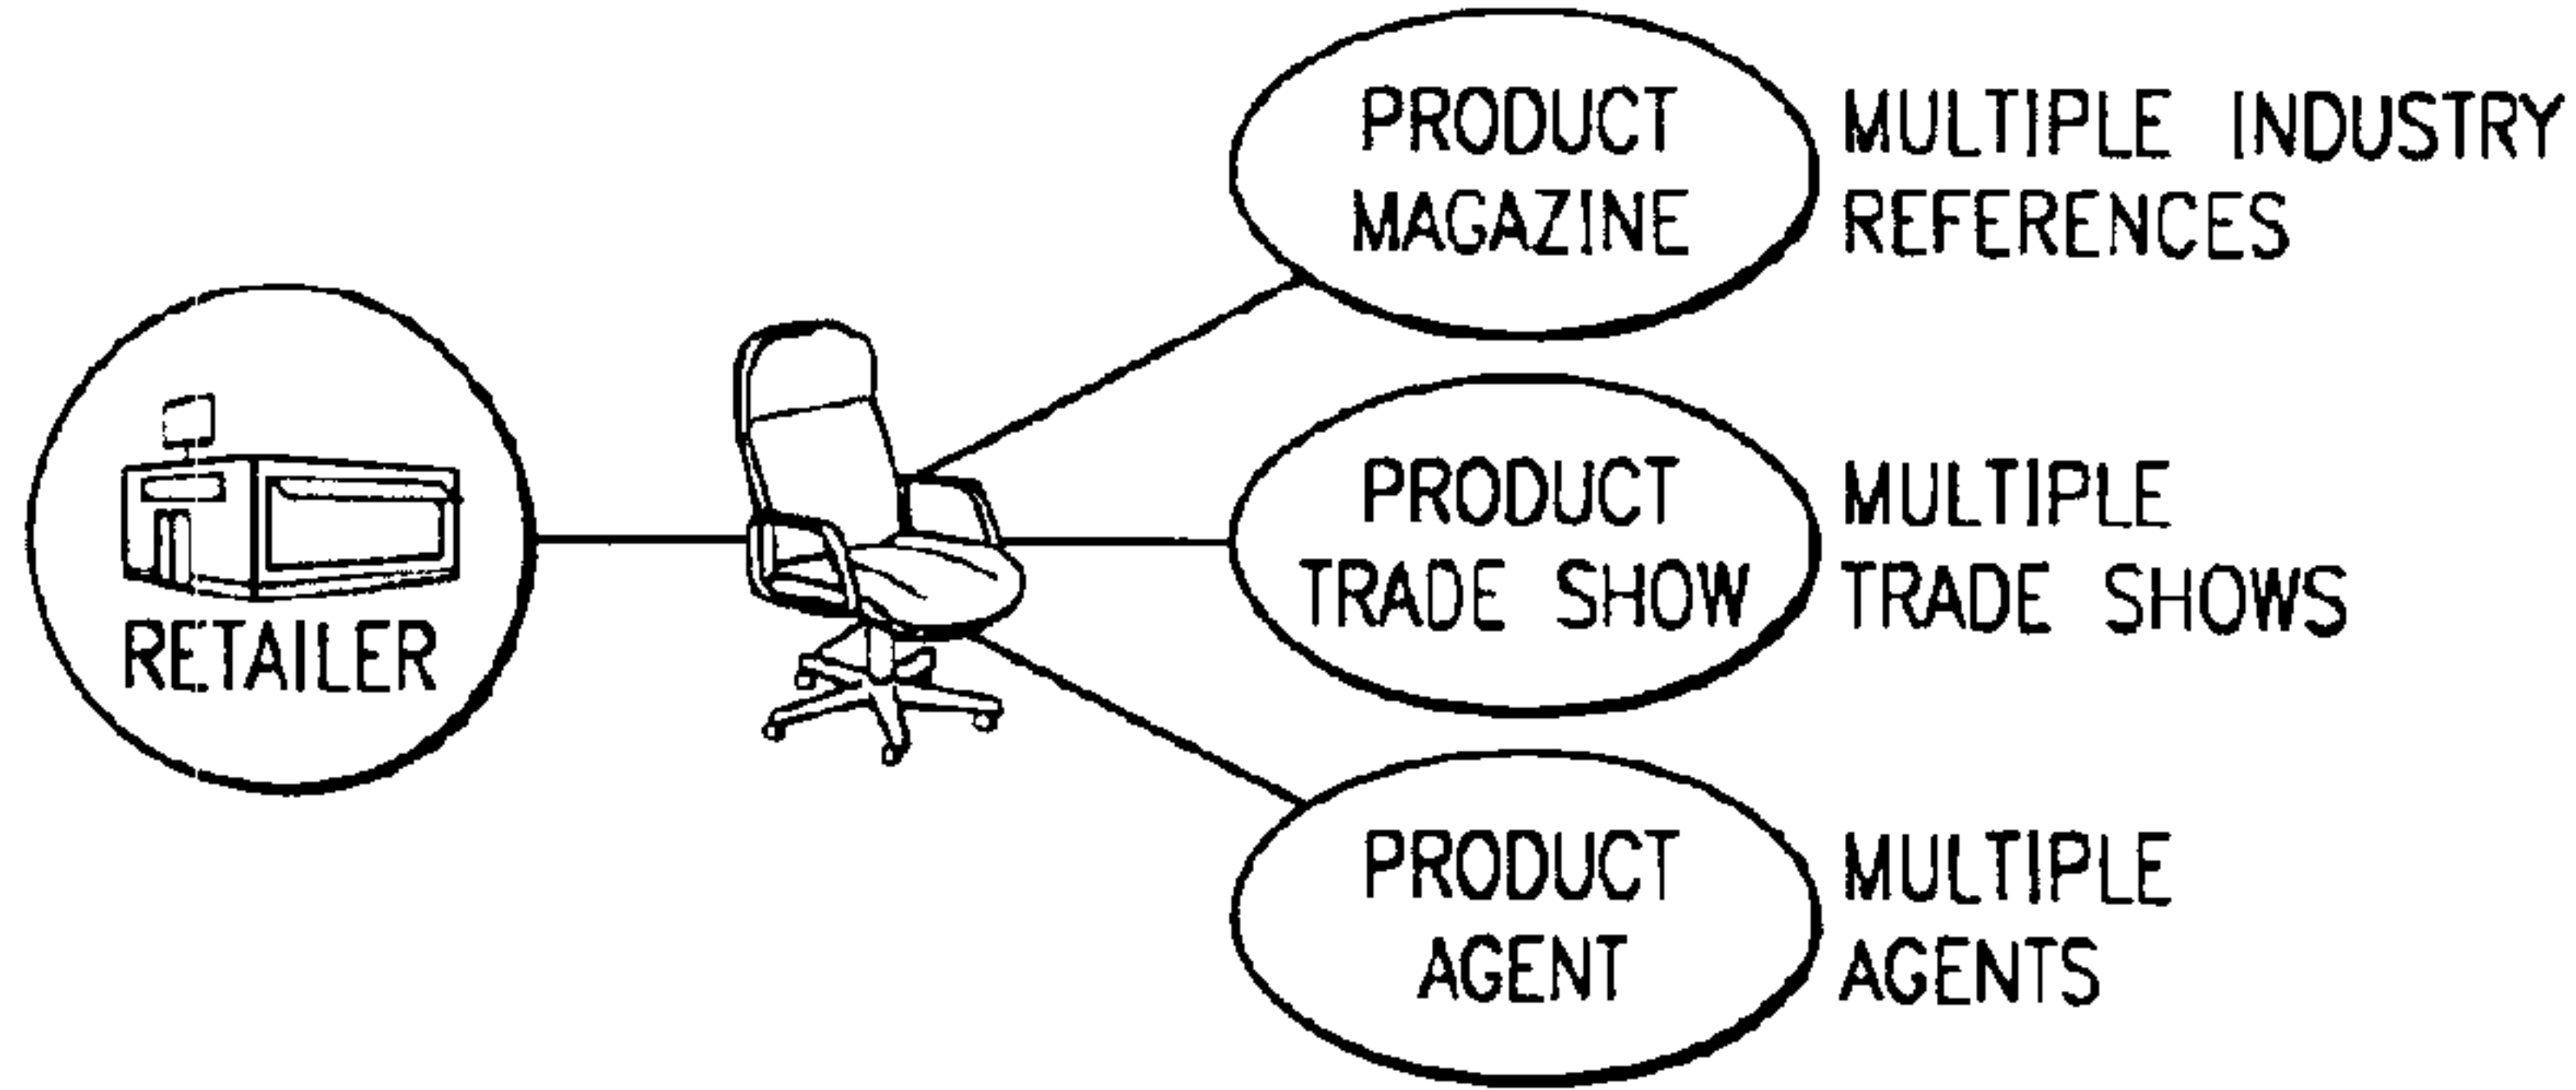 PRODUCT
MAGAZINE
MULTIPLE INDUSTRY
REFERENCES
RETAILER
PRODUCT
TRADE SHOW
MULTIPLE
TRADE SHOWS
PRODUCT
AGENT
MULTIPLE
AGENTS